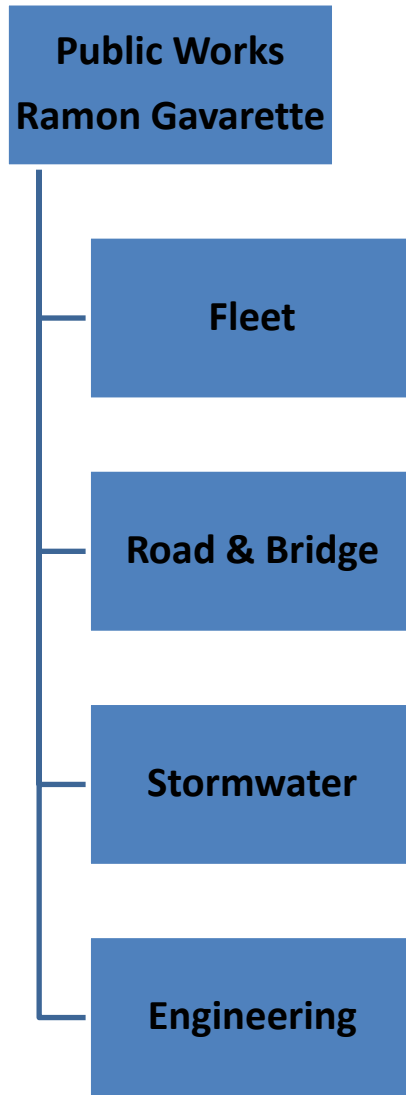 Public Works
Ramon Gavarette
Fleet
Road & Bridge
Stormwater
Engineering